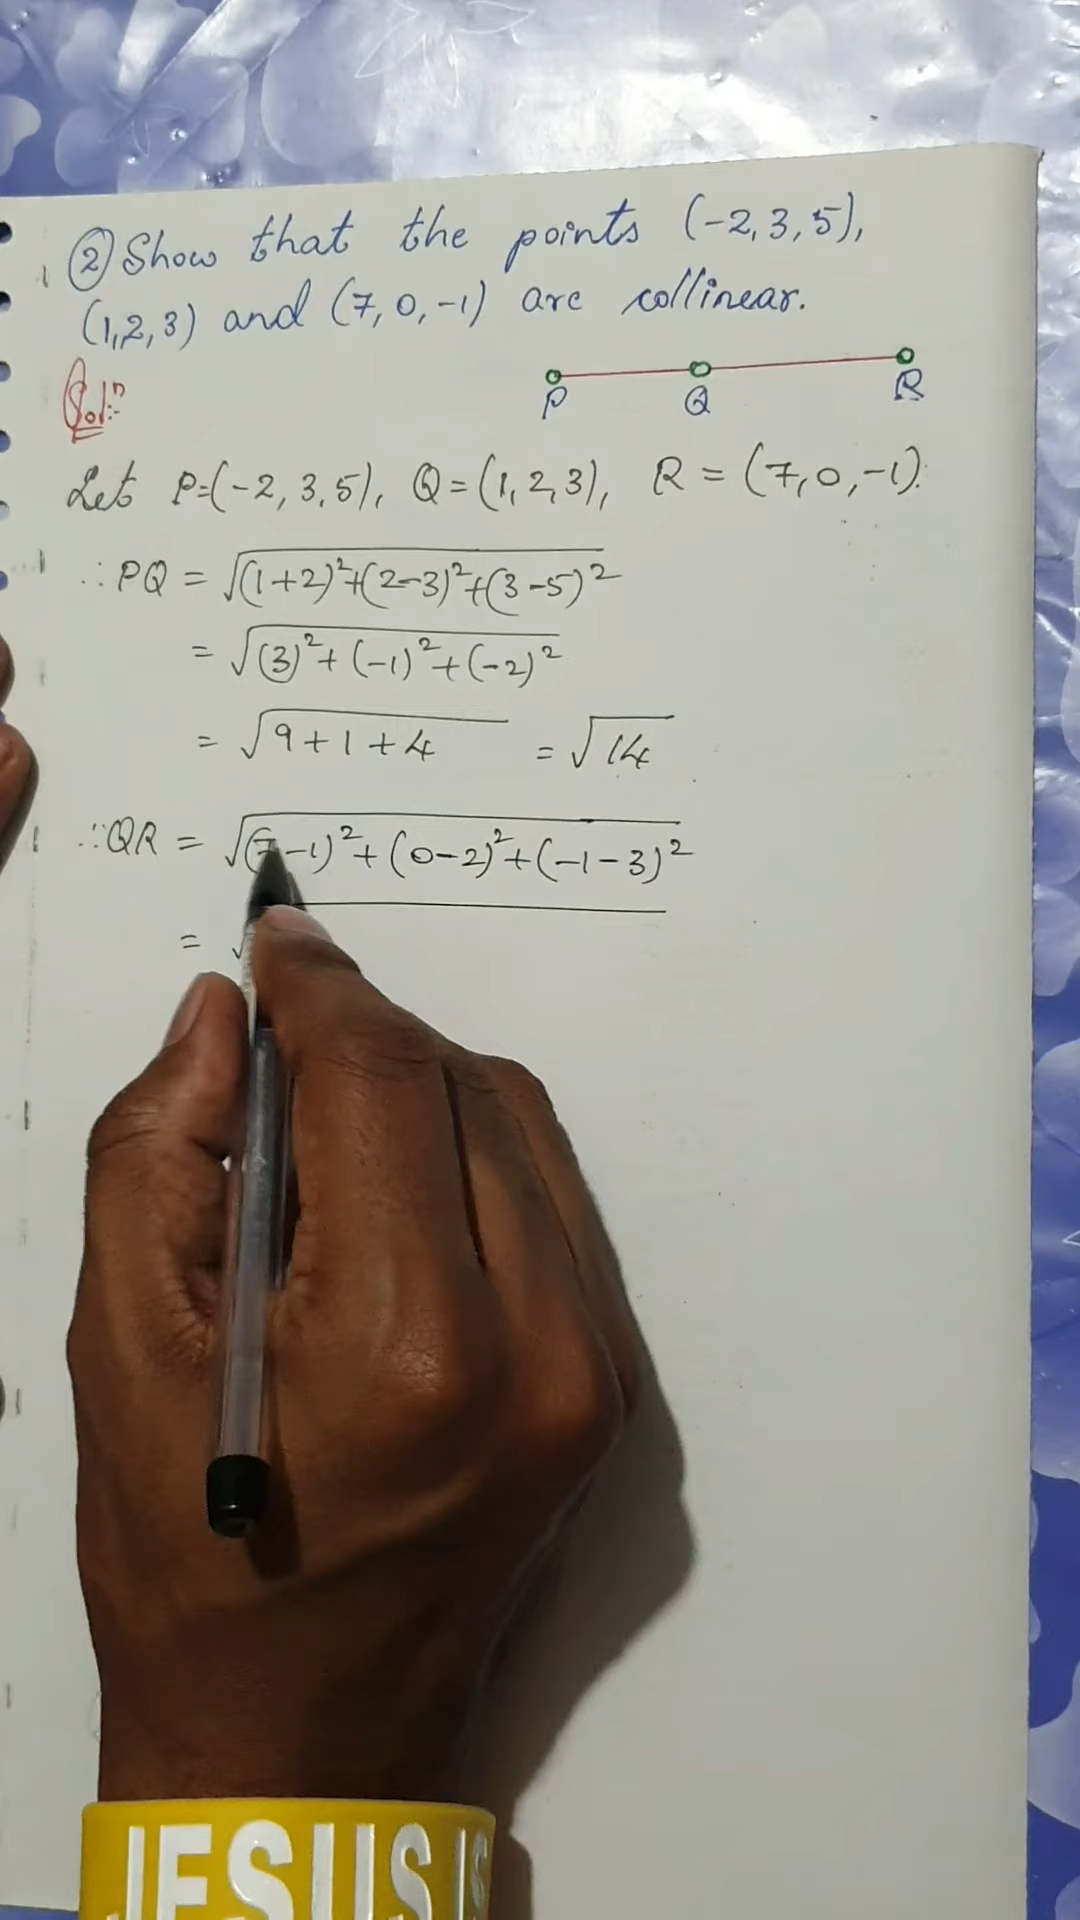 ② Show that the points (-2, 3, 5),
(1, 2, 3) and (7, 0, -1) are collinear.
Solⁿ:-
P Q R
Let P=(-2, 3, 5), Q=(1, 2, 3), R = (7, 0, -1).
∴ PQ = √(1+2)²+(2-3)²+(3-5)²
= √(3)²+(-1)²+(-2)²
= √9+1+4 = √14
∴ QR = √(7-1)²+(0-2)²+(-1-3)²
= √
JESUS IS